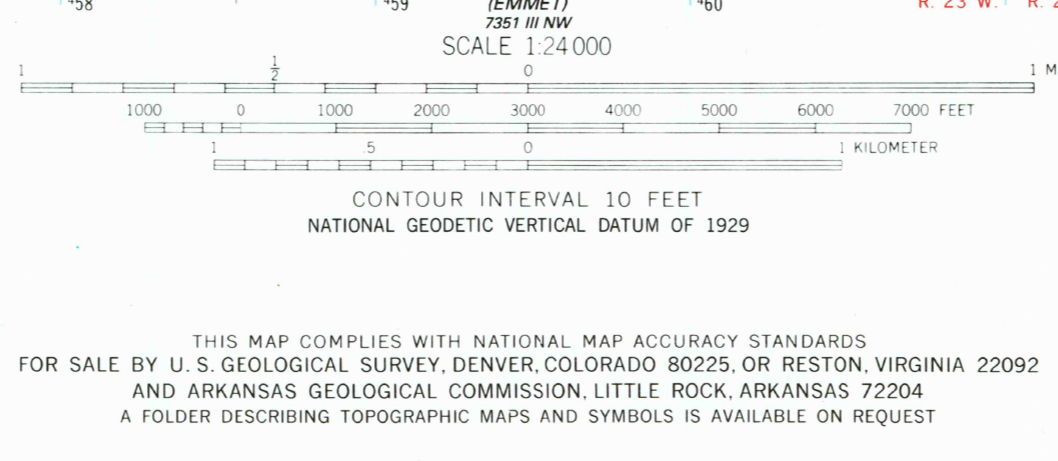 ⁴58 ⁴59 (EMMET) ⁴60 R. 23 W.
7351 III NW
SCALE 1:24 000
1 ½ 0 1 M
1000 0 1000 2000 3000 4000 5000 6000 7000 FEET
1 .5 0 1 KILOMETER
CONTOUR INTERVAL 10 FEET
NATIONAL GEODETIC VERTICAL DATUM OF 1929
THIS MAP COMPLIES WITH NATIONAL MAP ACCURACY STANDARDS
FOR SALE BY U. S. GEOLOGICAL SURVEY, DENVER, COLORADO 80225, OR RESTON, VIRGINIA 22092
AND ARKANSAS GEOLOGICAL COMMISSION, LITTLE ROCK, ARKANSAS 72204
A FOLDER DESCRIBING TOPOGRAPHIC MAPS AND SYMBOLS IS AVAILABLE ON REQUEST